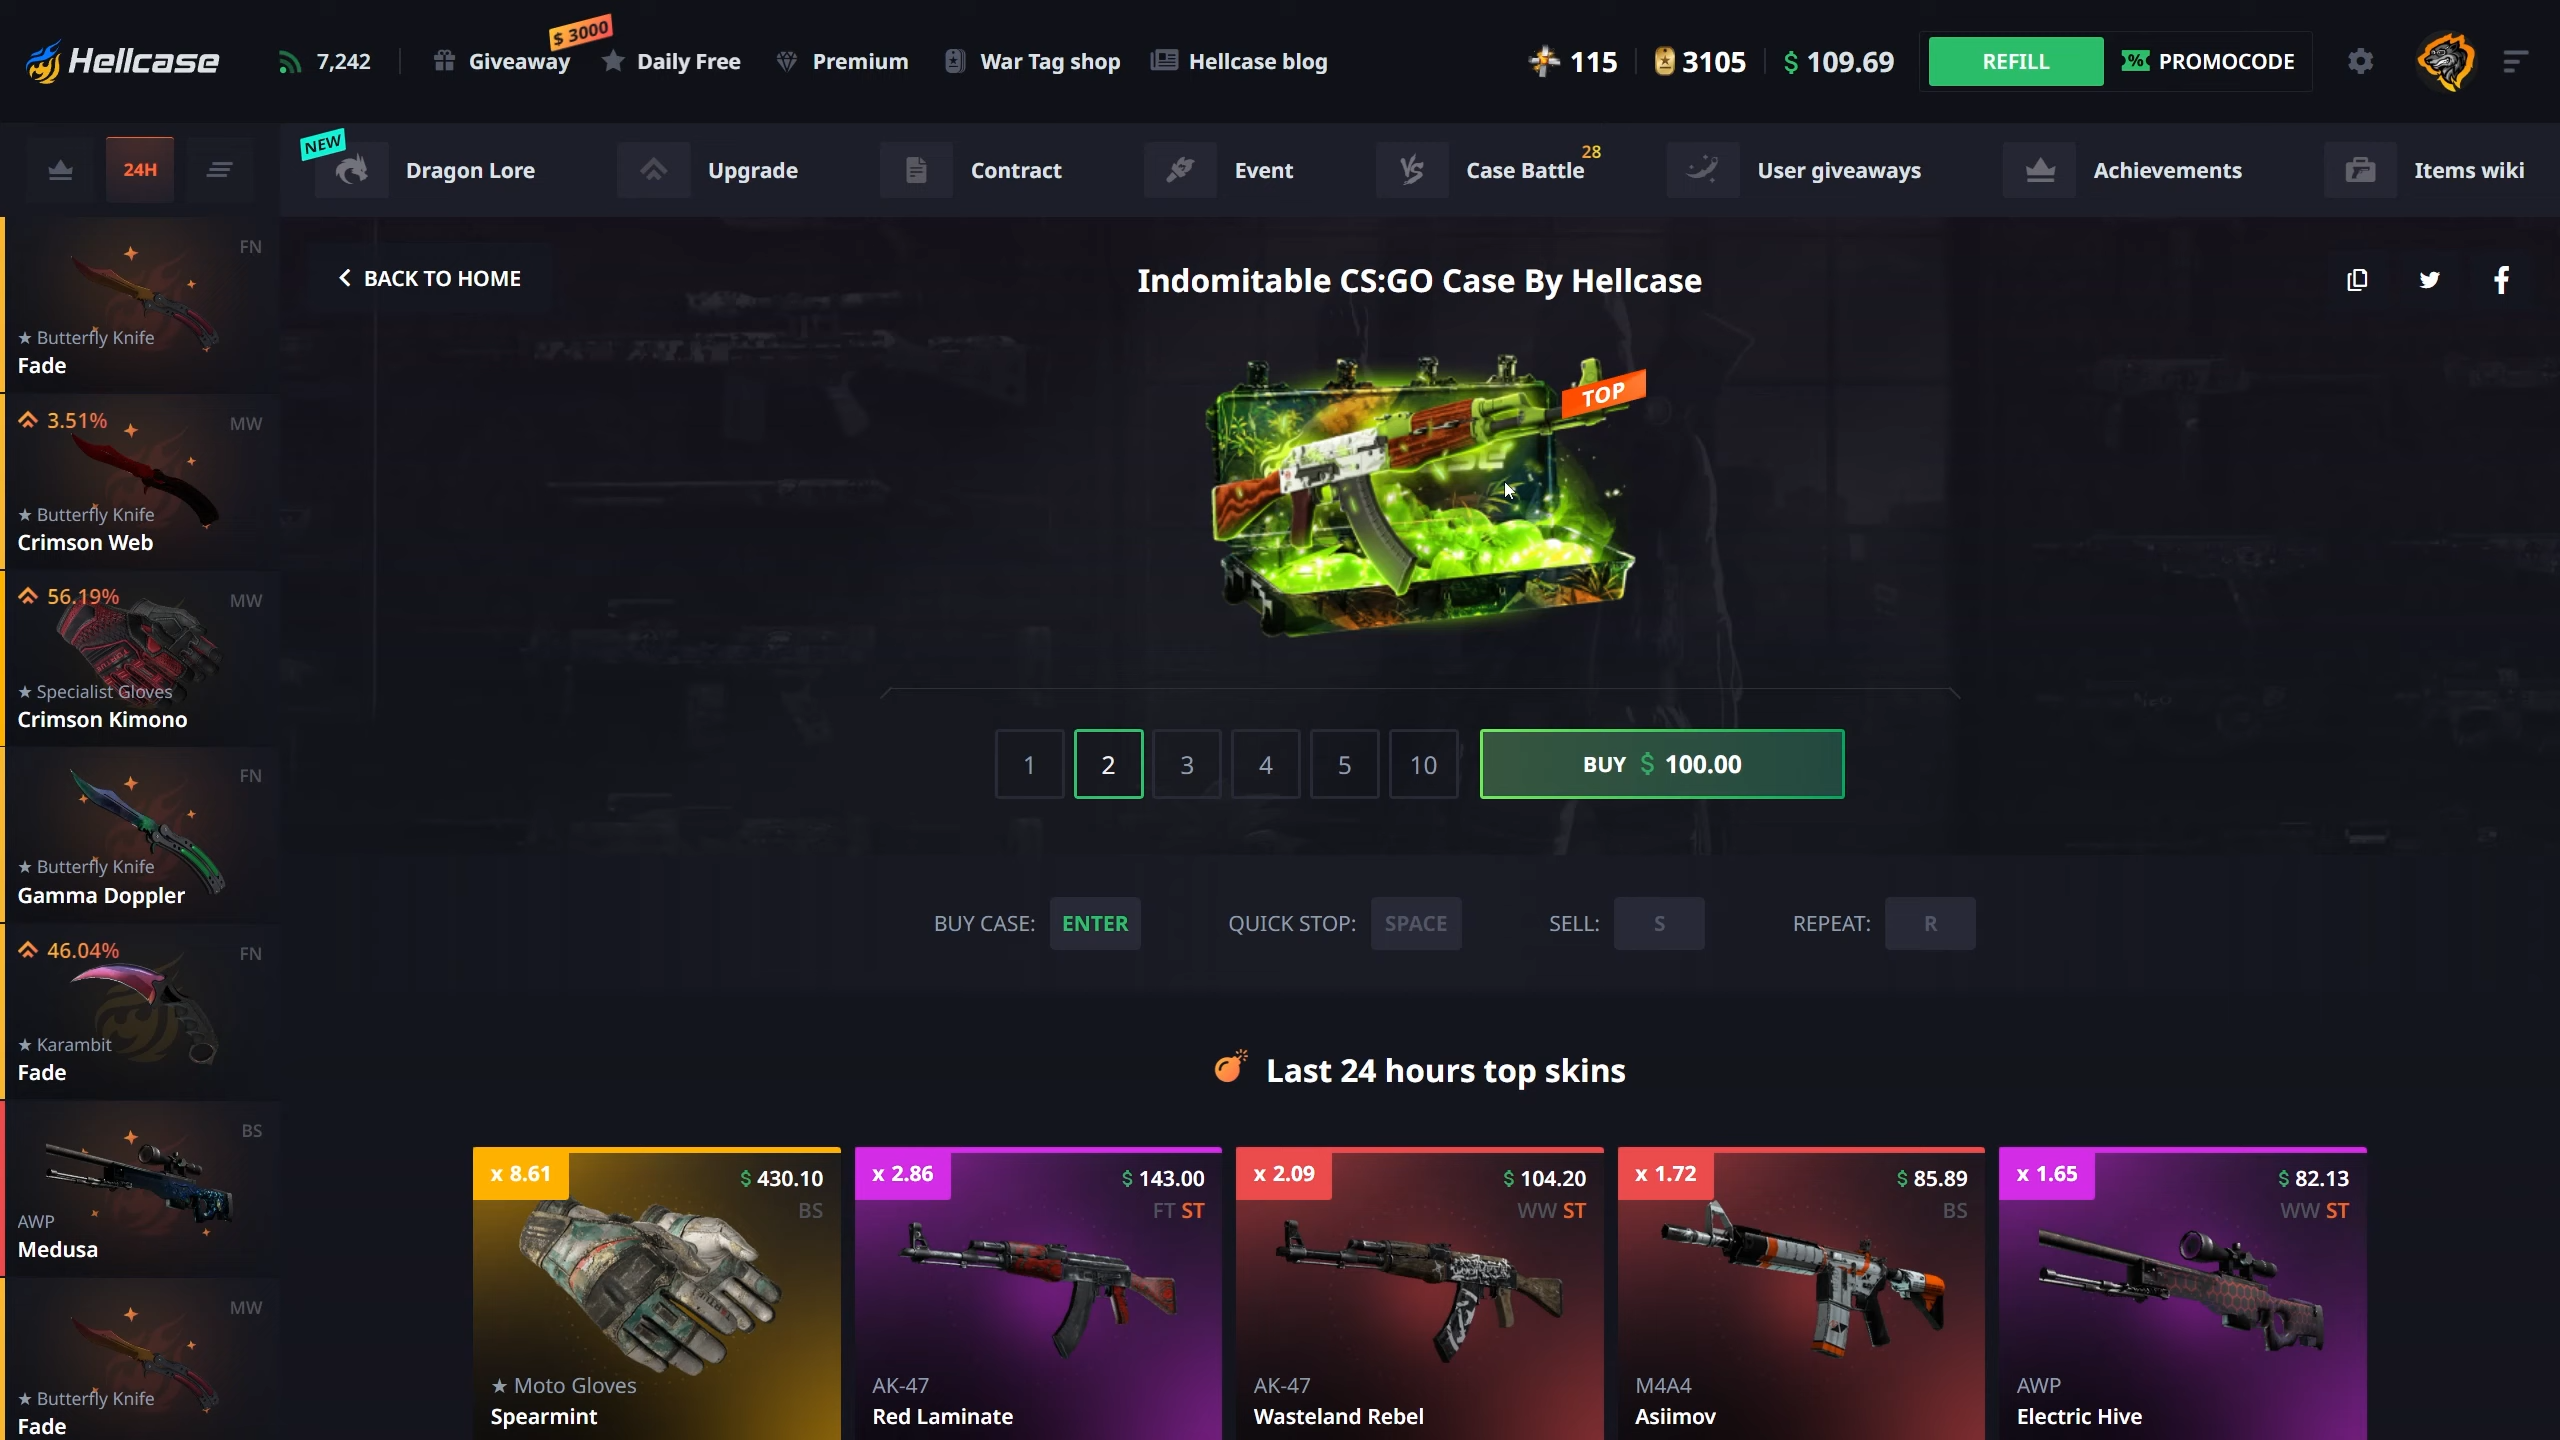 Hellcase
7,242
Giveaway
$ 3000
Daily Free
Premium
War Tag shop
Hellcase blog
115
3105
$ 109.69
REFILL
% PROMOCODE
24H
NEW
Dragon Lore
Upgrade
Contract
Event
VS
Case Battle
28
User giveaways
Achievements
Items wiki
FN
★ Butterfly Knife
Fade
3.51%
MW
★ Butterfly Knife
Crimson Web
56.19%
MW
★ Specialist Gloves
Crimson Kimono
FN
★ Butterfly Knife
Gamma Doppler
46.04%
FN
★ Karambit
Fade
BS
AWP
Medusa
MW
★ Butterfly Knife
Fade
BACK TO HOME
Indomitable CS:GO Case By Hellcase
TOP
1
2
3
4
5
10
BUY $ 100.00
BUY CASE: ENTER
QUICK STOP: SPACE
SELL: S
REPEAT: R
Last 24 hours top skins
x 8.61
$ 430.10
BS
★ Moto Gloves
Spearmint
x 2.86
$ 143.00
FT ST
AK-47
Red Laminate
x 2.09
$ 104.20
WW ST
AK-47
Wasteland Rebel
x 1.72
$ 85.89
BS
M4A4
Asiimov
x 1.65
$ 82.13
WW ST
AWP
Electric Hive